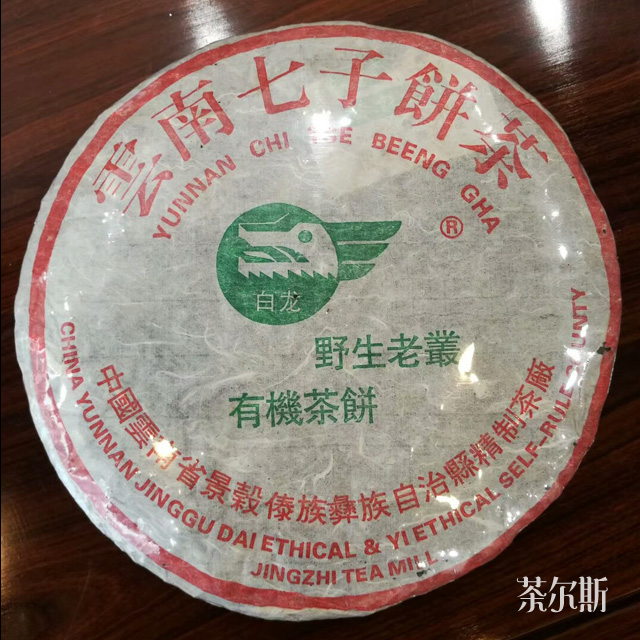 雲南七子餅茶
YUNNAN CHI TSE BEENG GHA
®
白龙
野生老叢
有機茶餅
中國雲南省景穀傣族彝族自治縣精制茶廠
CHINA YUNNAN JINGGU DAI ETHICAL & YI ETHICAL SELF-RULE COUNTY
JINGZHI TEA MILL
茶尔斯